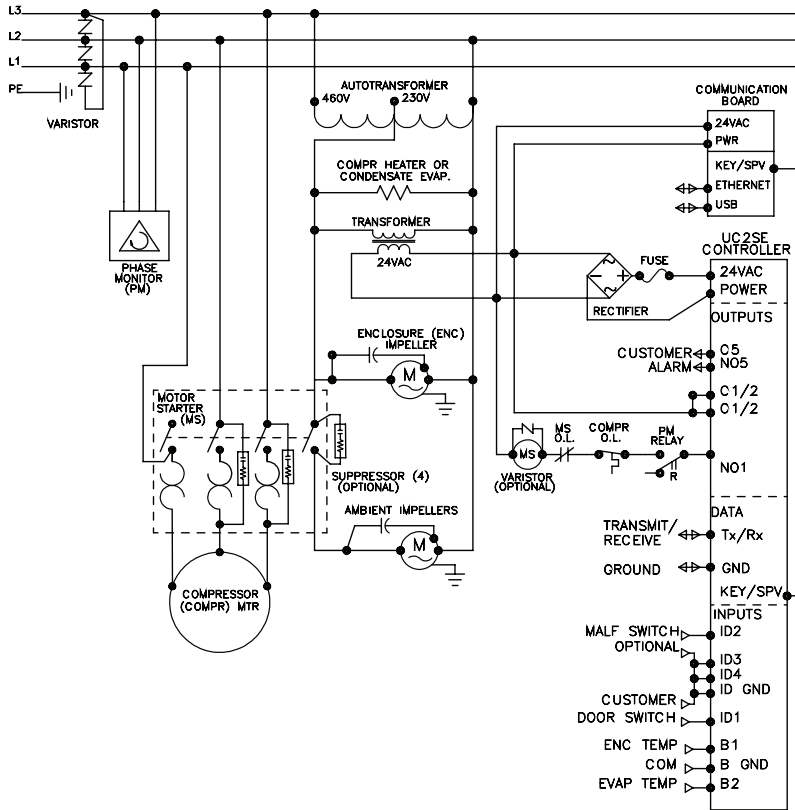 L3
L2
L1
PE
VARISTOR
PHASE
MONITOR
(PM)
AUTOTRANSFORMER
460V
230V
COMPR HEATER OR
CONDENSATE EVAP.
TRANSFORMER
24VAC
ENCLOSURE (ENC)
IMPELLER
M
MOTOR
STARTER
(MS)
SUPPRESSOR (4)
(OPTIONAL)
AMBIENT IMPELLERS
M
COMPRESSOR
(COMPR) MTR
COMMUNICATION
BOARD
24VAC
PWR
KEY/SPV
ETHERNET
USB
UC2SE
CONTROLLER
FUSE
RECTIFIER
24VAC
POWER
OUTPUTS
CUSTOMER
ALARM
C5
NO5
C1/2
O1/2
MS
O.L.
COMPR
O.L.
PM
RELAY
MS
R
NO1
VARISTOR
(OPTIONAL)
DATA
TRANSMIT/
RECEIVE
Tx/Rx
GROUND
GND
KEY/SPV
INPUTS
MALF SWITCH
ID2
OPTIONAL
ID3
ID4
ID GND
CUSTOMER
DOOR SWITCH
ID1
ENC TEMP
B1
COM
B GND
EVAP TEMP
B2